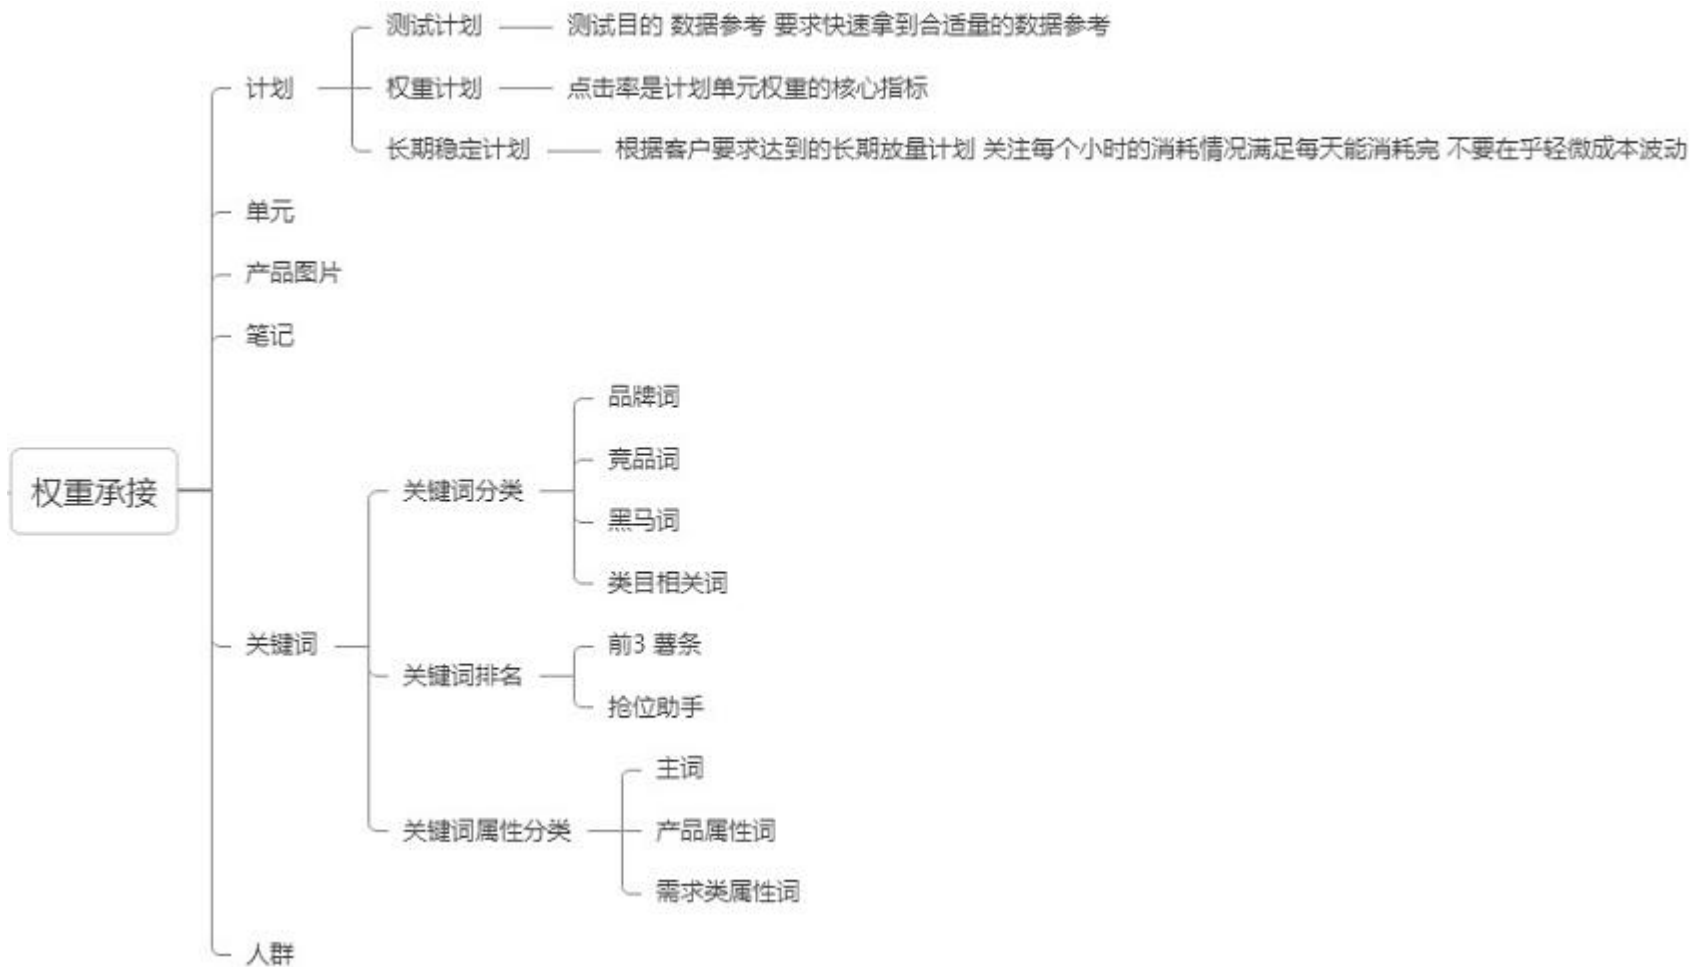 测试计划
测试目的 数据参考 要求快速拿到合适量的数据参考
计划
权重计划
点击率是计划单元权重的核心指标
长期稳定计划
根据客户要求达到的长期放量计划 关注每个小时的消耗情况满足每天能消耗完 不要在乎轻微成本波动
单元
产品图片
笔记
权重承接
关键词
关键词分类
品牌词
竞品词
黑马词
类目相关词
关键词排名
前3 薯条
抢位助手
关键词属性分类
主词
产品属性词
需求类属性词
人群